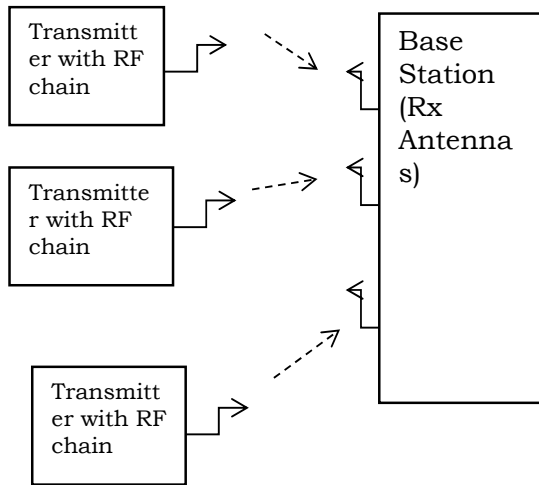 Transmitt
er with RF
chain
Base
Station
(Rx
Antenna
s)
Transmitte
r with RF
chain
Transmitt
er with RF
chain